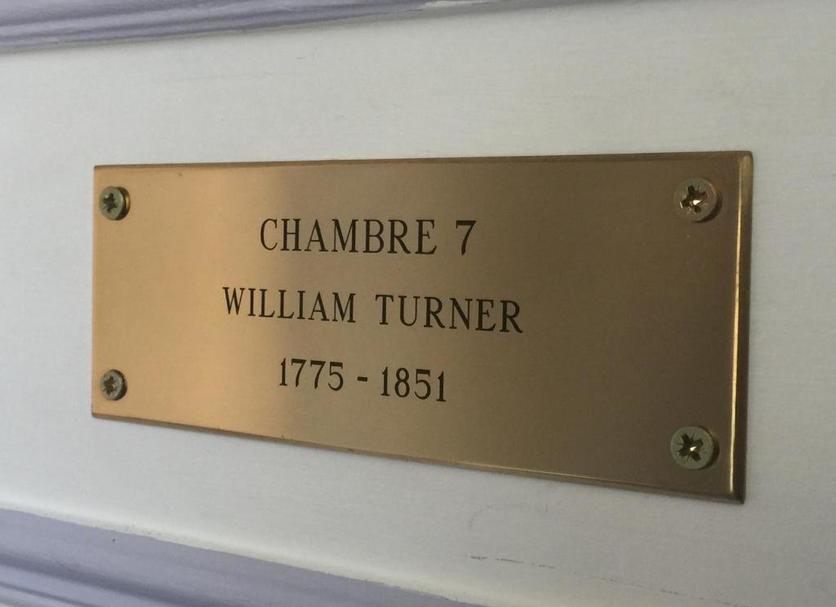 CHAMBRE 7
WILLIAM TURNER
1775 - 1851